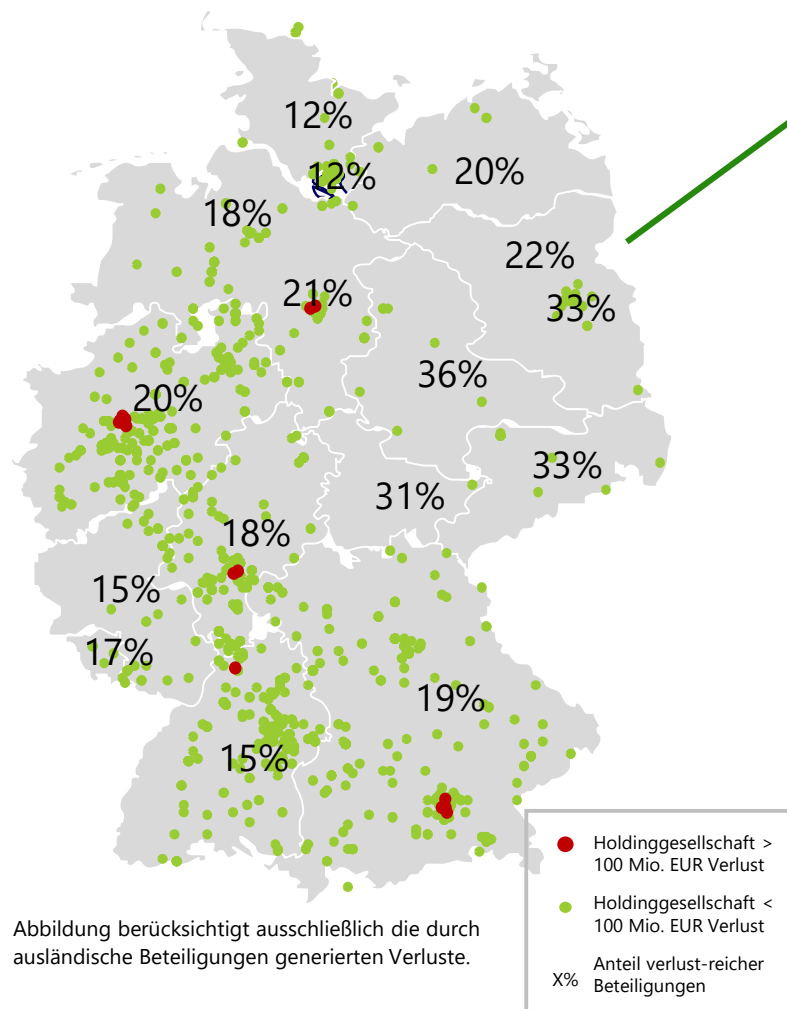 12%
12%
20%
18%
22%
21%
33%
36%
20%
33%
31%
18%
15%
17%
19%
15%
Holdinggesellschaft >
100 Mio. EUR Verlust
Holdinggesellschaft <
100 Mio. EUR Verlust
X% Anteil verlust-reicher
Beteiligungen
Abbildung berücksichtigt ausschließlich die durch
ausländische Beteiligungen generierten Verluste.